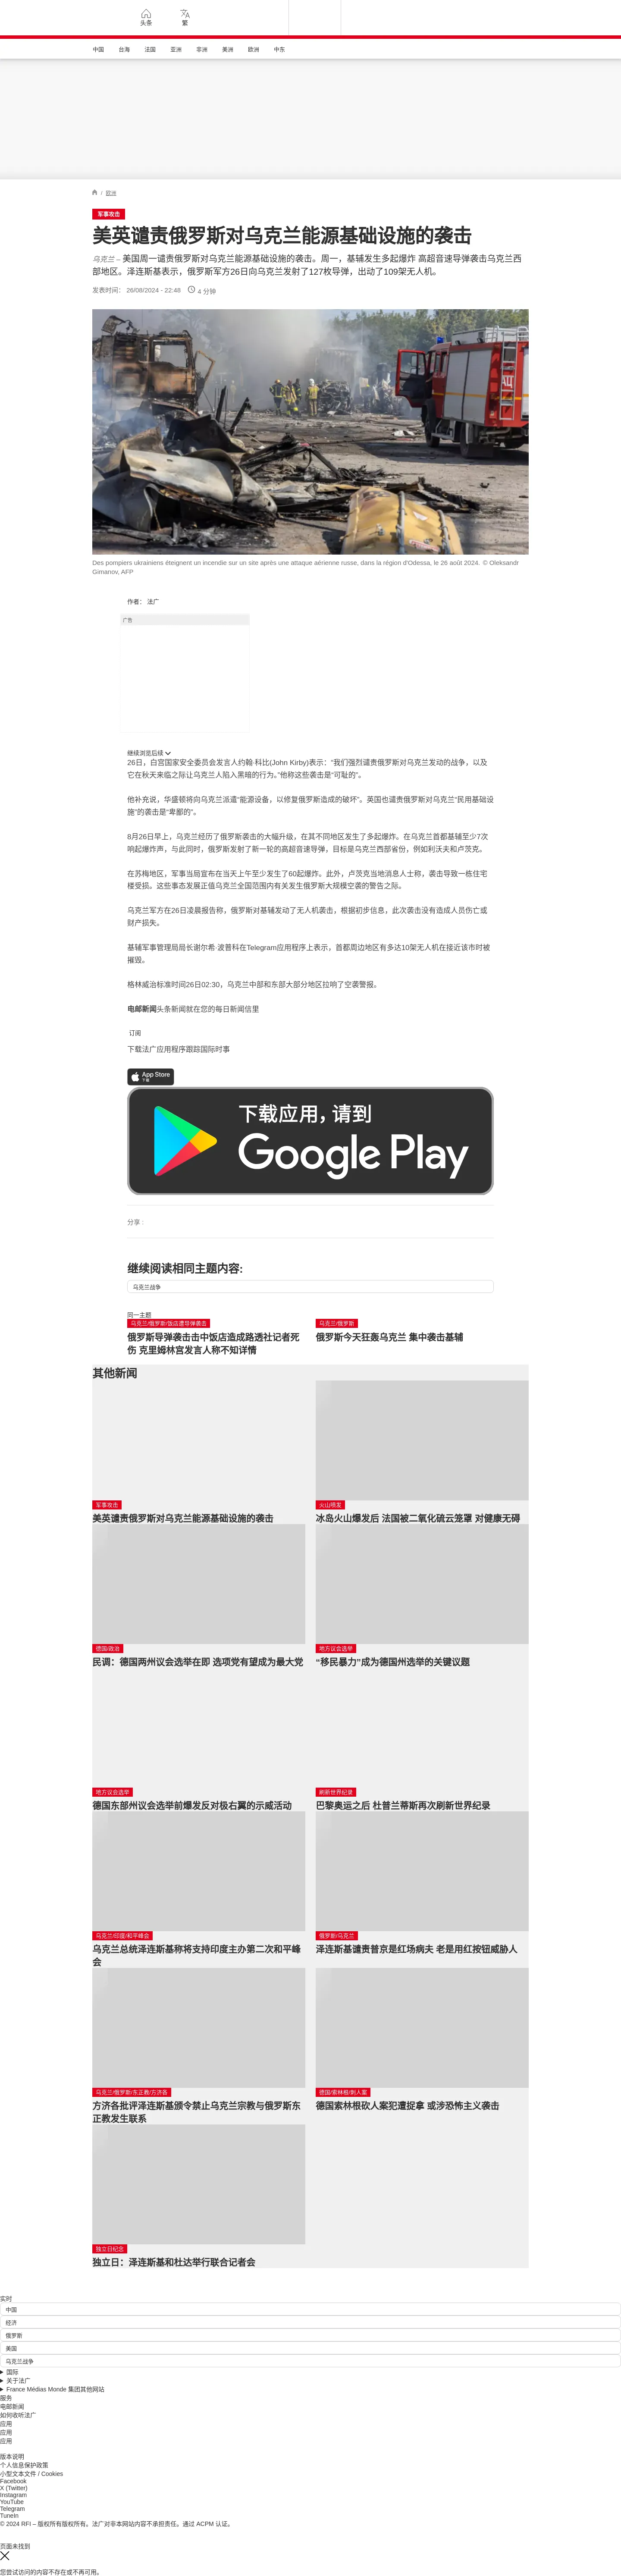 头条
繁
中国 台海 法国 亚洲 非洲 美洲 欧洲 中东
/ 欧洲
军事攻击
美英谴责俄罗斯对乌克兰能源基础设施的袭击
乌克兰 – 美国周一谴责俄罗斯对乌克兰能源基础设施的袭击。周一，基辅发生多起爆炸 高超音速导弹袭击乌克兰西
部地区。泽连斯基表示，俄罗斯军方26日向乌克兰发射了127枚导弹，出动了109架无人机。
发表时间： 26/08/2024 - 22:48 4 分钟
Des pompiers ukrainiens éteignent un incendie sur un site après une attaque aérienne russe, dans la région d'Odessa, le 26 août 2024. © Oleksandr
Gimanov, AFP
作者： 法广
广告
继续浏览后续
26日，白宫国家安全委员会发言人约翰·科比(John Kirby)表示：“我们强烈谴责俄罗斯对乌克兰发动的战争，以及
它在秋天来临之际让乌克兰人陷入黑暗的行为。”他称这些袭击是“可耻的”。
他补充说，华盛顿将向乌克兰派遣“能源设备，以修复俄罗斯造成的破坏”。英国也谴责俄罗斯对乌克兰“民用基础设
施”的袭击是“卑鄙的”。
8月26日早上，乌克兰经历了俄罗斯袭击的大幅升级，在其不同地区发生了多起爆炸。在乌克兰首都基辅至少7次
响起爆炸声，与此同时，俄罗斯发射了新一轮的高超音速导弹，目标是乌克兰西部省份，例如利沃夫和卢茨克。
在苏梅地区，军事当局宣布在当天上午至少发生了60起爆炸。此外，卢茨克当地消息人士称，袭击导致一栋住宅
楼受损。这些事态发展正值乌克兰全国范围内有关发生俄罗斯大规模空袭的警告之际。
乌克兰军方在26日凌晨报告称，俄罗斯对基辅发动了无人机袭击，根据初步信息，此次袭击没有造成人员伤亡或
财产损失。
基辅军事管理局局长谢尔希·波普科在Telegram应用程序上表示，首都周边地区有多达10架无人机在接近该市时被
摧毁。
格林威治标准时间26日02:30，乌克兰中部和东部大部分地区拉响了空袭警报。
电邮新闻头条新闻就在您的每日新闻信里
订阅
下载法广应用程序跟踪国际时事
App Store
下载
下载应用，请到
Google Play
分享 :
继续阅读相同主题内容:
乌克兰战争
同一主题
乌克兰/俄罗斯/饭店遭导弹袭击
俄罗斯导弹袭击击中饭店造成路透社记者死
伤 克里姆林宫发言人称不知详情
乌克兰/俄罗斯
俄罗斯今天狂轰乌克兰 集中袭击基辅
其他新闻
军事攻击
美英谴责俄罗斯对乌克兰能源基础设施的袭击
火山喷发
冰岛火山爆发后 法国被二氧化硫云笼罩 对健康无碍
德国/政治
民调：德国两州议会选举在即 选项党有望成为最大党
地方议会选举
“移民暴力”成为德国州选举的关键议题
地方议会选举
德国东部州议会选举前爆发反对极右翼的示威活动
刷新世界纪录
巴黎奥运之后 杜普兰蒂斯再次刷新世界纪录
乌克兰/印度/和平峰会
乌克兰总统泽连斯基称将支持印度主办第二次和平峰
会
俄罗斯/乌克兰
泽连斯基谴责普京是红场病夫 老是用红按钮威胁人
乌克兰/俄罗斯/东正教/方济各
方济各批评泽连斯基颁令禁止乌克兰宗教与俄罗斯东
正教发生联系
德国/索林根/刺人案
德国索林根砍人案犯遭捉拿 或涉恐怖主义袭击
独立日纪念
独立日：泽连斯基和杜达举行联合记者会
实时
中国
经济
俄罗斯
美国
乌克兰战争
国际
关于法广
France Médias Monde 集团其他网站
服务
电邮新闻
如何收听法广
应用
应用
应用
版本说明
个人信息保护政策
小型文本文件 / Cookies
Facebook
X (Twitter)
Instagram
YouTube
Telegram
TuneIn
© 2024 RFI – 版权所有版权所有。法广对非本网站内容不承担责任。通过 ACPM 认证。
页面未找到
您尝试访问的内容不存在或不再可用。